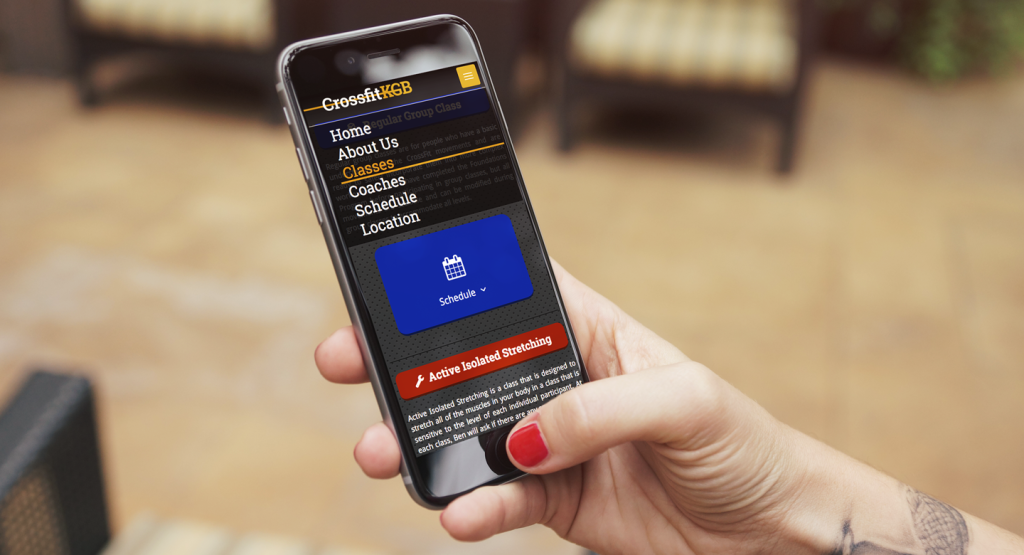 CrossfitKGB
Regular Group Class
Home
About Us
Classes
Coaches
Schedule
Location
Schedule
Active Isolated Stretching
Active Isolated Stretching is a class that is designed to
stretch all of the muscles in your body in a class that is
sensitive to the level of each individual participant. At
each class, Ben will ask if there are any